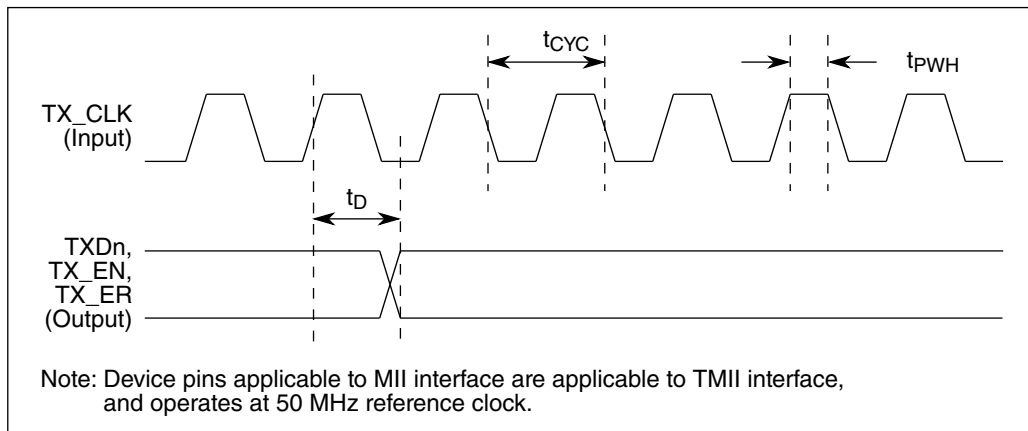 tCYC
tPWH
TX_CLK
(Input)
tD
TXDn,
TX_EN,
TX_ER
(Output)
Note: Device pins applicable to MII interface are applicable to TMII interface,
and operates at 50 MHz reference clock.